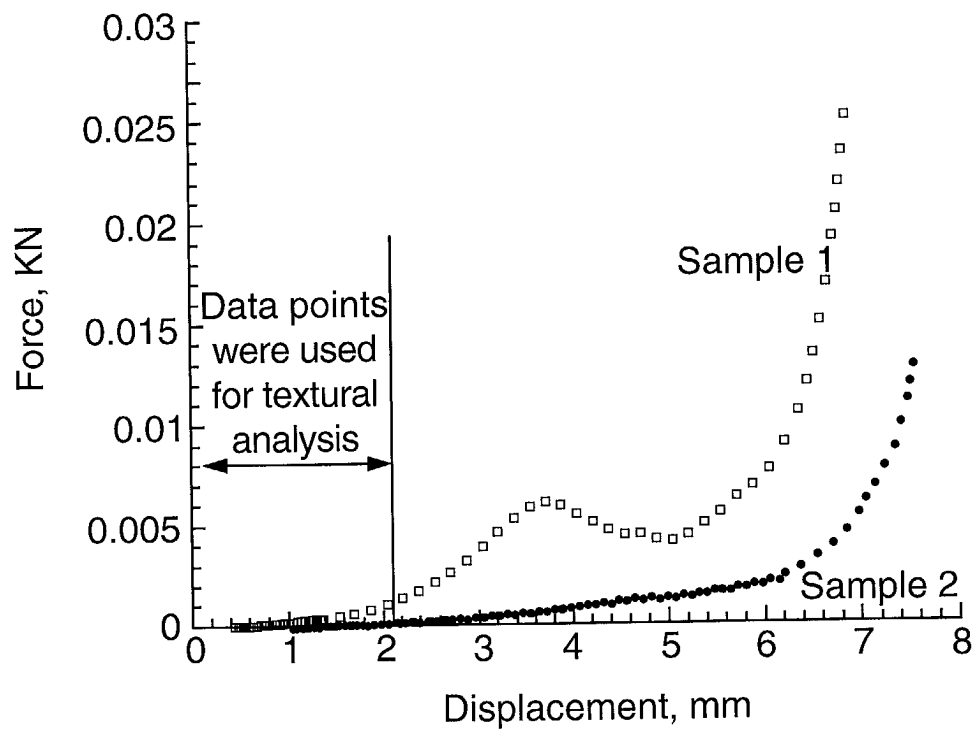 0.03
0.025
0.02
0.015
0.01
0.005
0
Force, KN
Data points
were used
for textural
analysis
Sample 1
Sample 2
0 1 2 3 4 5 6 7 8
Displacement, mm